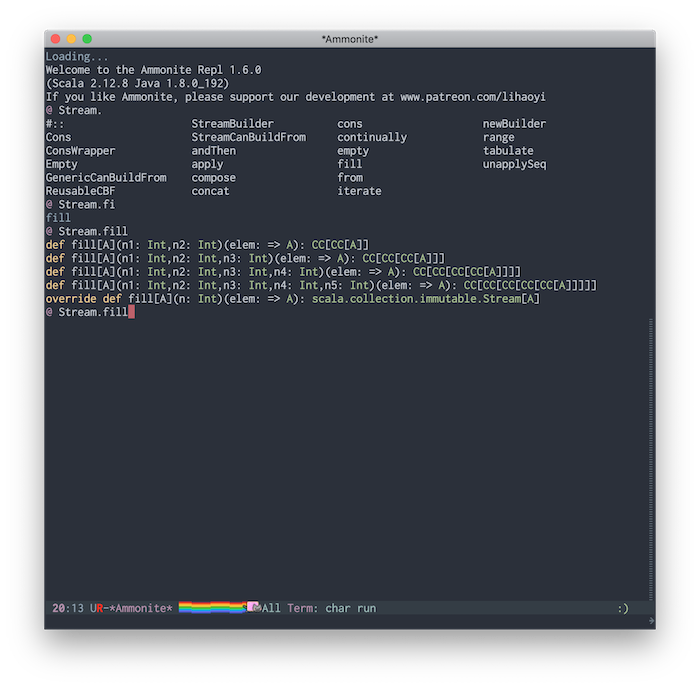 *Ammonite*
Loading...
Welcome to the Ammonite Repl 1.6.0
(Scala 2.12.8 Java 1.8.0_192)
If you like Ammonite, please support our development at www.patreon.com/lihaoyi
@ Stream.
#:: StreamBuilder cons newBuilder
Cons StreamCanBuildFrom continually range
ConsWrapper andThen empty tabulate
Empty apply fill unapplySeq
GenericCanBuildFrom compose from
ReusableCBF concat iterate
@ Stream.fi
fill
@ Stream.fill
def fill[A](n1: Int,n2: Int)(elem: => A): CC[CC[A]]
def fill[A](n1: Int,n2: Int,n3: Int)(elem: => A): CC[CC[CC[A]]]
def fill[A](n1: Int,n2: Int,n3: Int,n4: Int)(elem: => A): CC[CC[CC[CC[A]]]]
def fill[A](n1: Int,n2: Int,n3: Int,n4: Int,n5: Int)(elem: => A): CC[CC[CC[CC[CC[A]]]]]
override def fill[A](n: Int)(elem: => A): scala.collection.immutable.Stream[A]
@ Stream.fill
20:13 UR-*Ammonite* All Term: char run :)